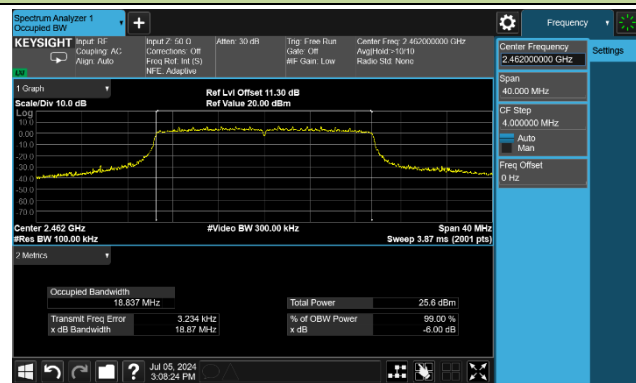 Spectrum Analyzer 1
Occupied BW
Frequency
KEYSIGHT
Input: RF
Coupling: AC
Align: Auto
Input Z: 50 Ω
Corrections: Off
Freq Ref: Int (S)
NFE: Adaptive
Atten: 30 dB
Trig: Free Run
Gate: Off
#IF Gain: Low
Center Freq: 2.462000000 GHz
Avg|Hold:>10/10
Radio Std: None
Center Frequency
2.462000000 GHz
Settings
Span
40.000 MHz
CF Step
4.000000 MHz
Auto
Man
Freq Offset
0 Hz
1 Graph
Scale/Div 10.0 dB
Ref Lvl Offset 11.30 dB
Ref Value 20.00 dBm
Log
10.0
0.00
-10.0
-20.0
-30.0
-40.0
-50.0
-60.0
-70.0
Center 2.462 GHz
#Res BW 100.00 kHz
#Video BW 300.00 kHz
Span 40 MHz
Sweep 3.87 ms (2001 pts)
2 Metrics
Occupied Bandwidth
18.837 MHz
Transmit Freq Error 3.234 kHz
x dB Bandwidth 18.87 MHz
Total Power 25.6 dBm
% of OBW Power 99.00 %
x dB -6.00 dB
Jul 05, 2024
3:08:24 PM